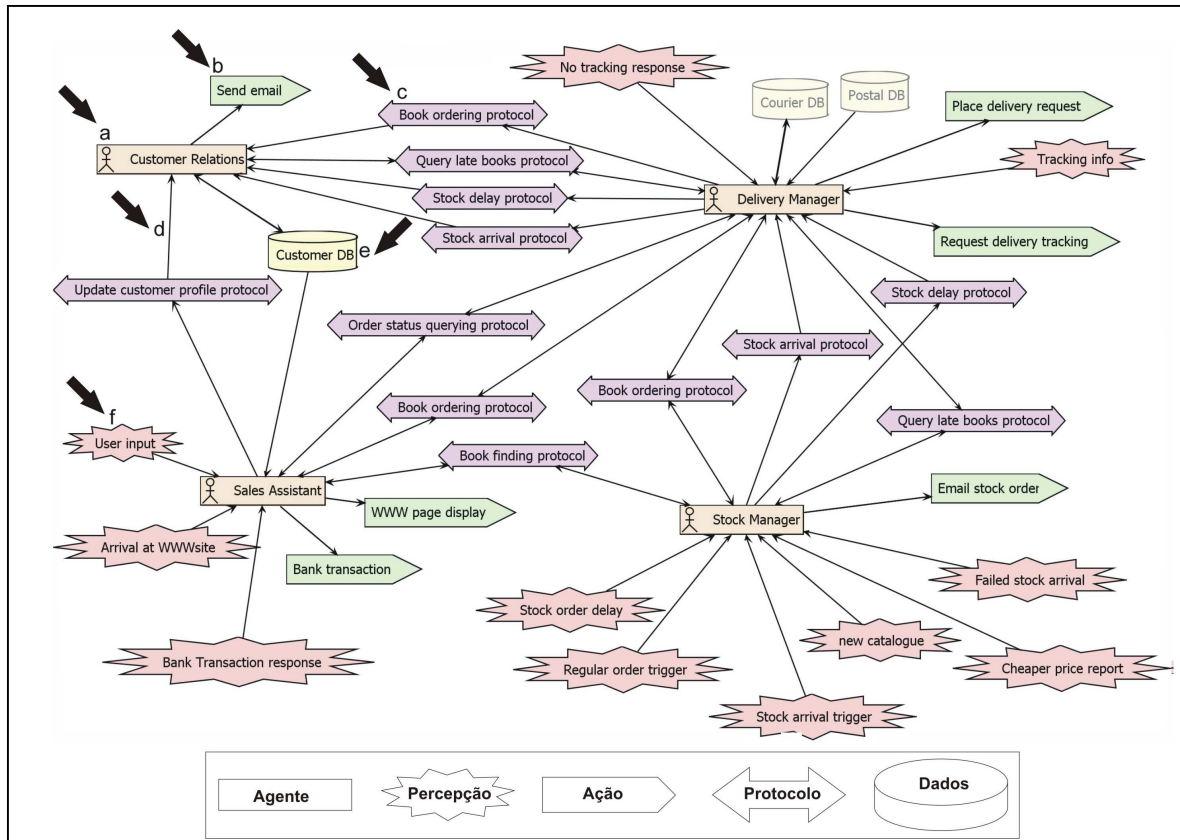 b
Send email
No tracking response
Courier DB
Postal DB
Place delivery request
c
Book ordering protocol
a
Customer Relations
Query late books protocol
Tracking info
Stock delay protocol
Delivery Manager
d
Stock arrival protocol
Customer DB
e
Request delivery tracking
Update customer profile protocol
Stock delay protocol
Order status querying protocol
Stock arrival protocol
Book ordering protocol
Book ordering protocol
Query late books protocol
f
User input
Book finding protocol
Sales Assistant
Email stock order
WWW page display
Stock Manager
Arrival at WWWsite
Bank transaction
Failed stock arrival
Stock order delay
new catalogue
Bank Transaction response
Regular order trigger
Cheaper price report
Stock arrival trigger
Agente
Percepção
Ação
Protocolo
Dados